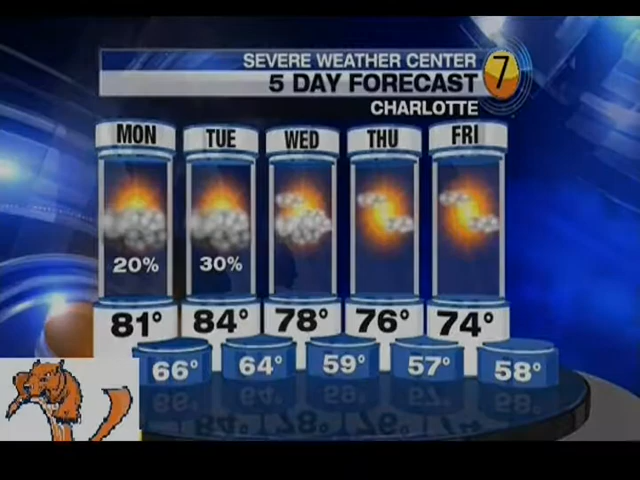 SEVERE WEATHER CENTER 7
5 DAY FORECAST
CHARLOTTE
MON TUE WED THU FRI
20% 30%
81° 84° 78° 76° 74°
66° 64° 59° 57° 58°